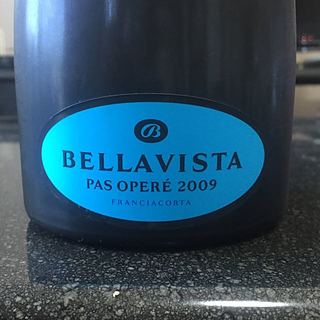 B
BELLAVISTA
PAS OPERÉ 2009
FRANCIACORTA